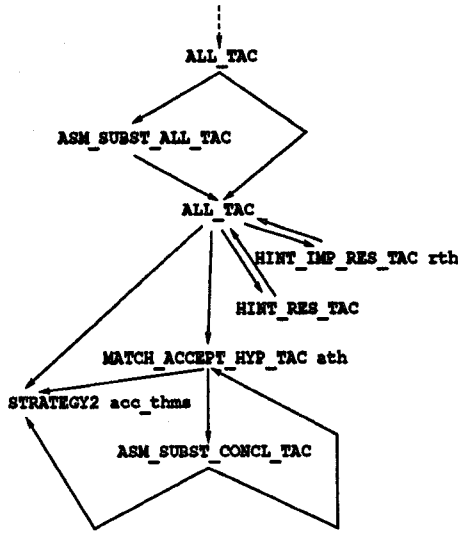 ALL_TAC
ASM_SUBST_ALL_TAC
ALL_TAC
HINT_IMP_RES_TAC rth
HINT_RES_TAC
MATCH_ACCEPT_HYP_TAC ath
STRATEGY2 acc_thms
ASM_SUBST_CONCL_TAC